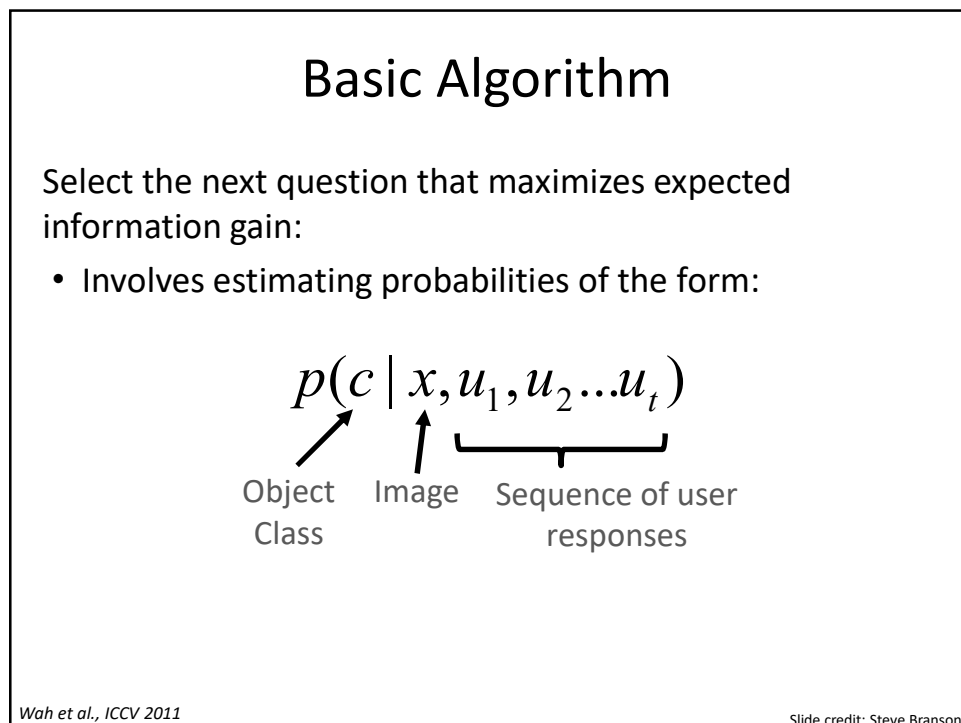 Basic Algorithm
Select the next question that maximizes expected
information gain:
• Involves estimating probabilities of the form:
p(c | x, u₁, u₂...uₜ)
Object Class
Image
Sequence of user responses
Wah et al., ICCV 2011
Slide credit: Steve Branson